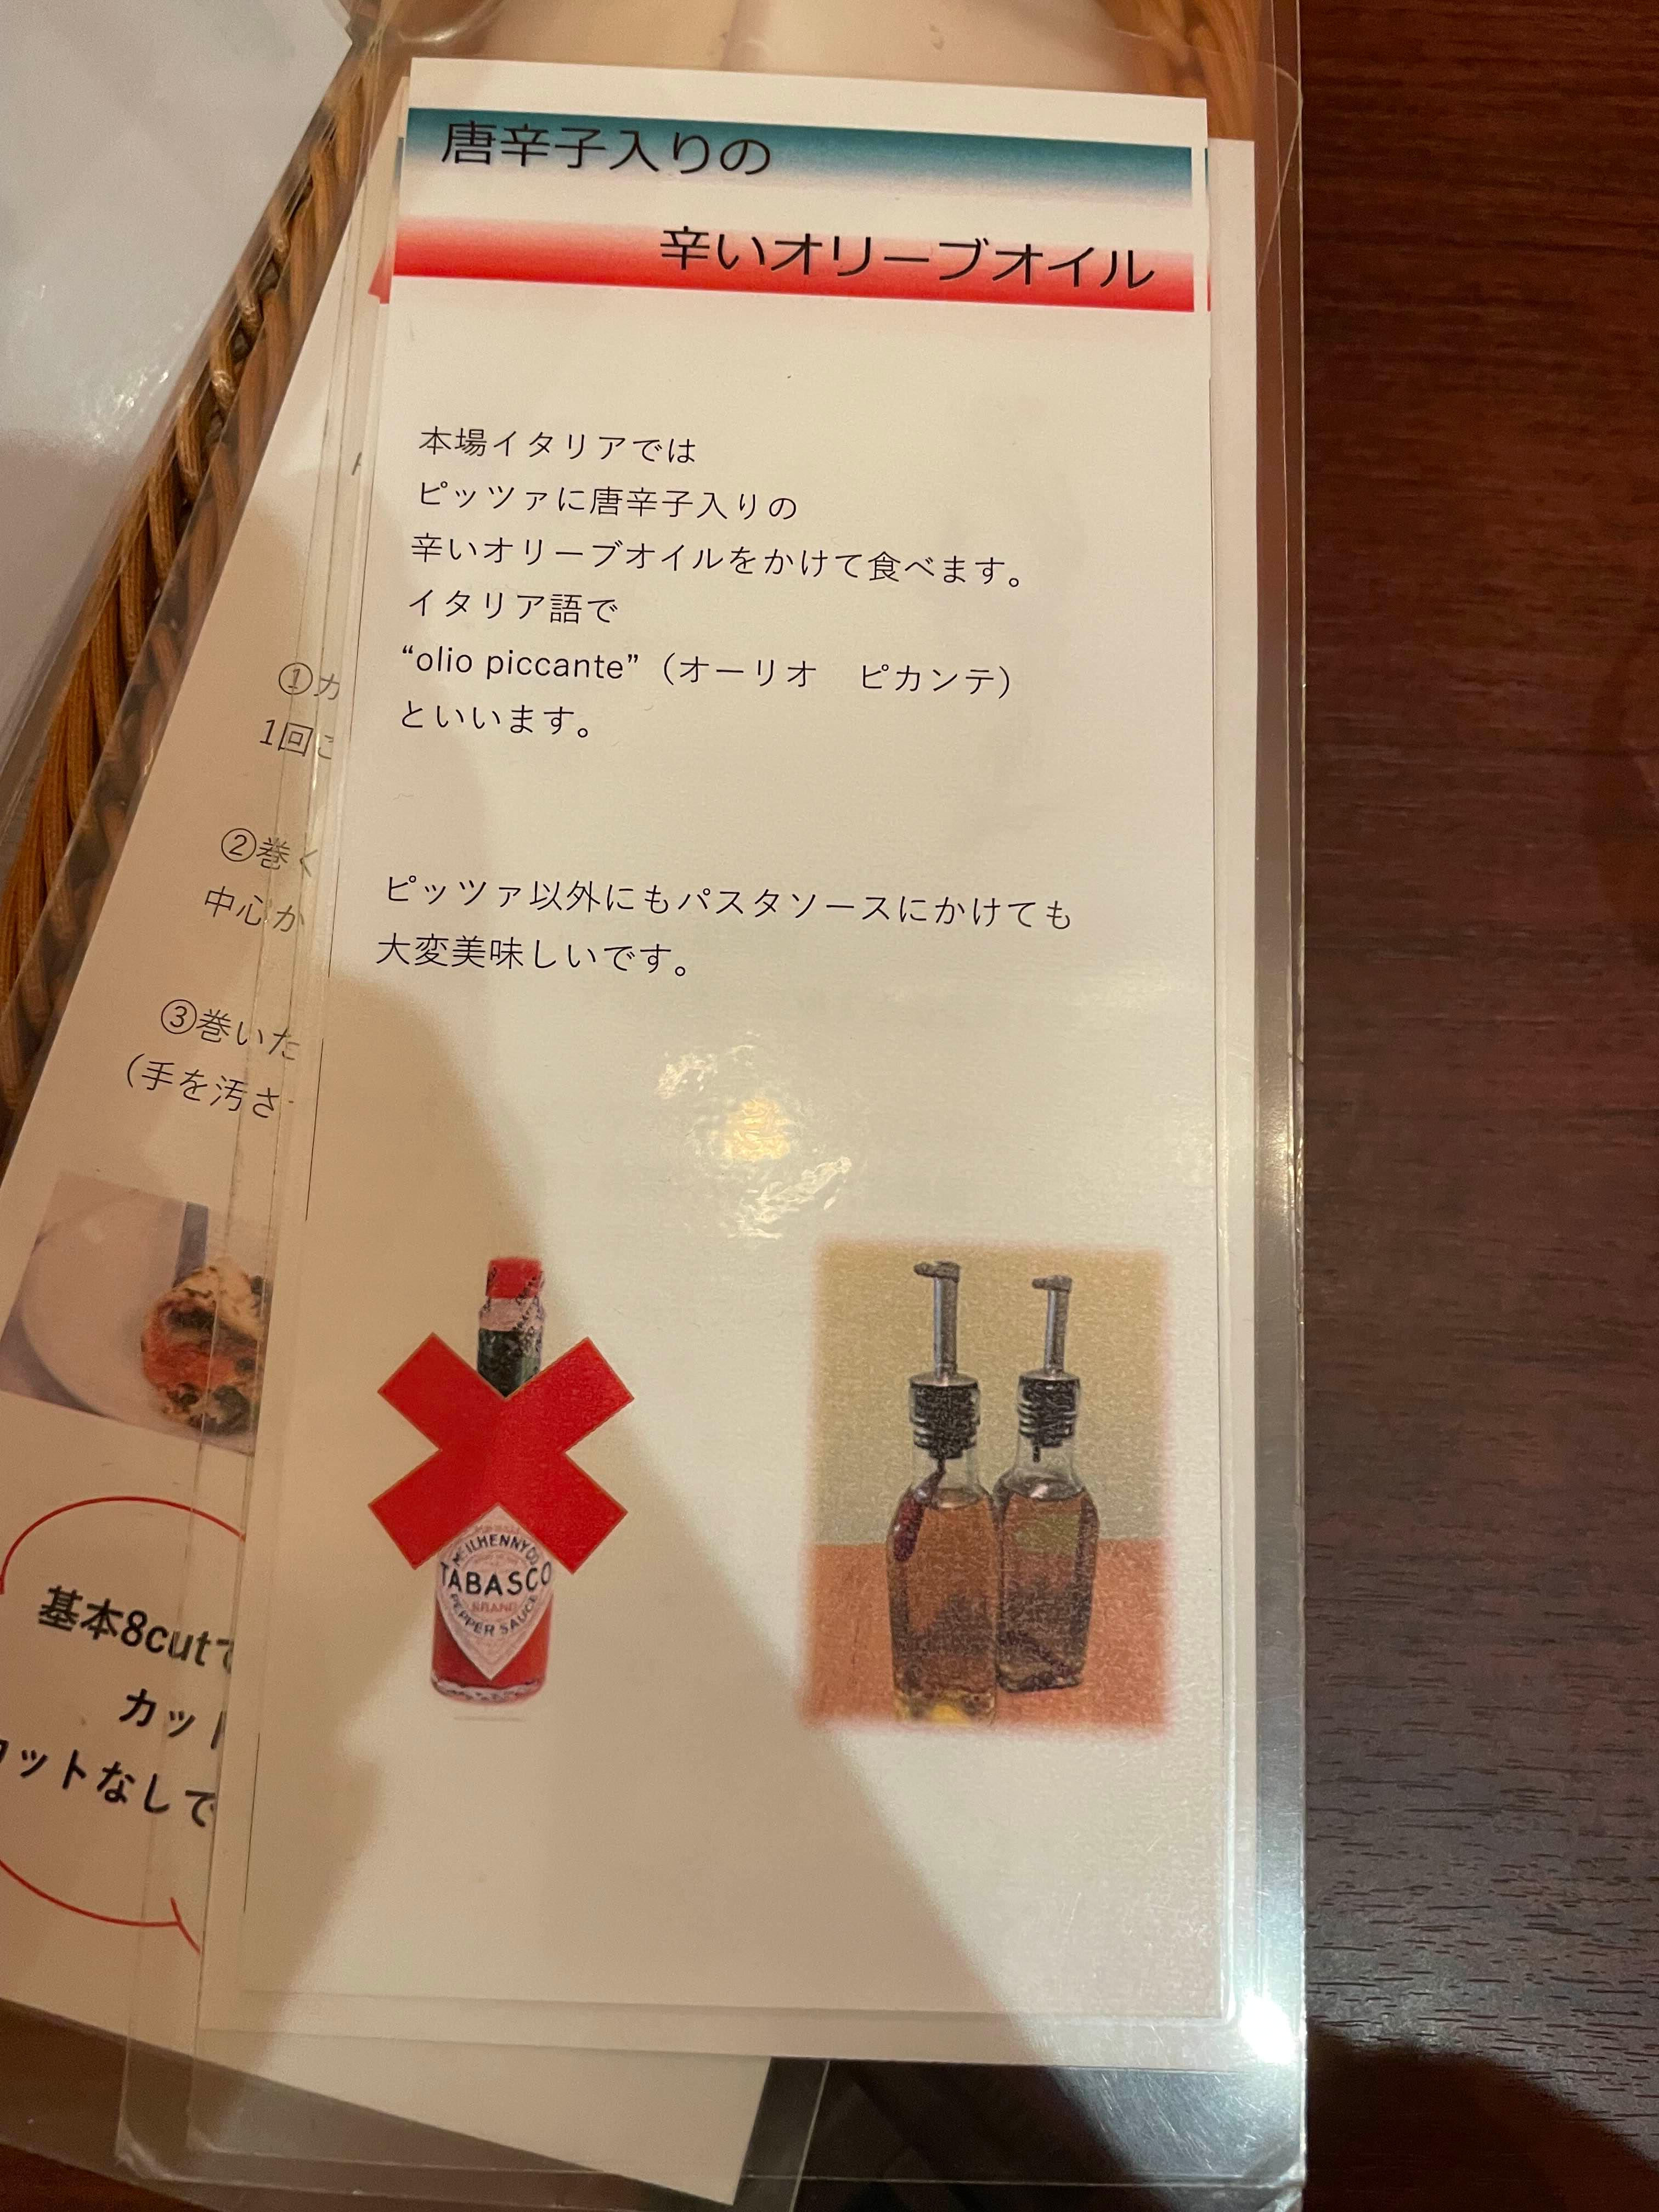 唐辛子入りの
辛いオリーブオイル
本場イタリアでは
ピッツァに唐辛子入りの
辛いオリーブオイルをかけて食べます。
イタリア語で
“olio piccante”（オーリオ　ピカンテ）
といいます。
ピッツァ以外にもパスタソースにかけても
大変美味しいです。
McILHENNY CO.
TABASCO
BRAND
PEPPER SAUCE
①カ
1回
②巻く
中心か
③巻いた
（手を汚さ
基本8cutで
カット
カットなしで